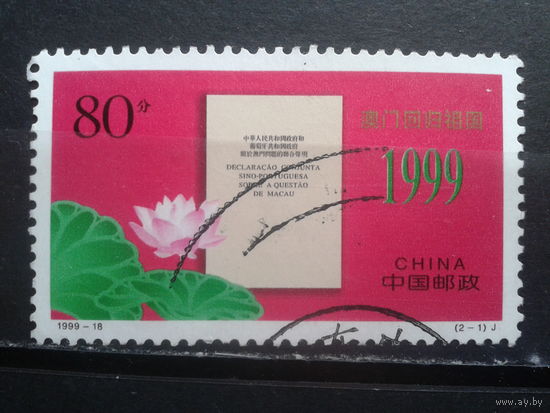 80分
澳门回归祖国
1999
中華人民共和國政府和
葡萄牙共和國政府
關於澳門問題的聯合聲明
DECLARAÇÃO CONJUNTA
SINO-PORTUGUESA
SOBRE A QUESTÃO
DE MACAU
CHINA
中国邮政
1999-18
(2-1) J
www.ay.by